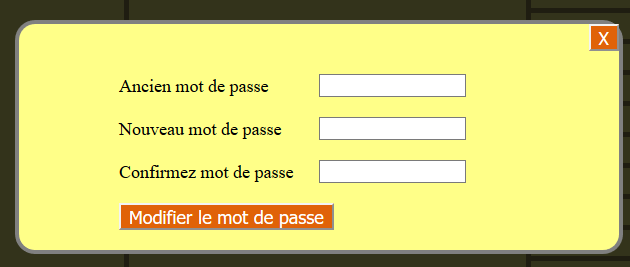 X
Ancien mot de passe
Nouveau mot de passe
Confirmez mot de passe
Modifier le mot de passe